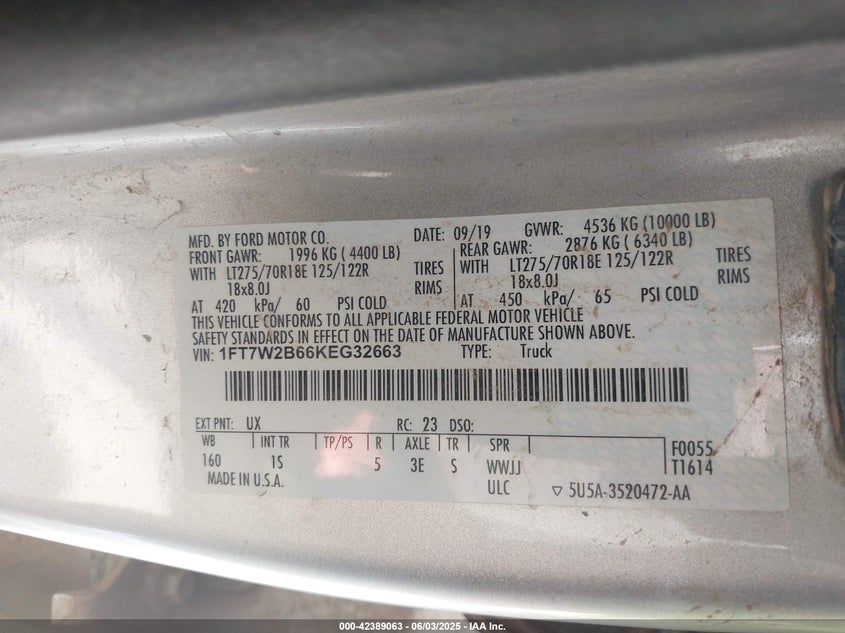 MFD. BY FORD MOTOR CO. DATE: 09/19 GVWR: 4536 KG (10000 LB)
FRONT GAWR: 1996 KG ( 4400 LB) REAR GAWR: 2876 KG ( 6340 LB)
WITH LT275/70R18E 125/122R TIRES WITH LT275/70R18E 125/122R TIRES
18x8.0J RIMS 18x8.0J RIMS
AT 420 kPa/ 60 PSI COLD AT 450 kPa/ 65 PSI COLD
THIS VEHICLE CONFORMS TO ALL APPLICABLE FEDERAL MOTOR VEHICLE
SAFETY STANDARDS IN EFFECT ON THE DATE OF MANUFACTURE SHOWN ABOVE.
VIN: 1FT7W2B66KEG32663 TYPE: Truck
EXT PNT: UX RC: 23 DSO:
WB INT TR TP/PS R AXLE TR SPR F0055
160 1S 5 3E S WWJJ T1614
MADE IN U.S.A. ULC ▽ 5U5A-3520472-AA
000-42389063 - 06/03/2025 - IAA Inc.